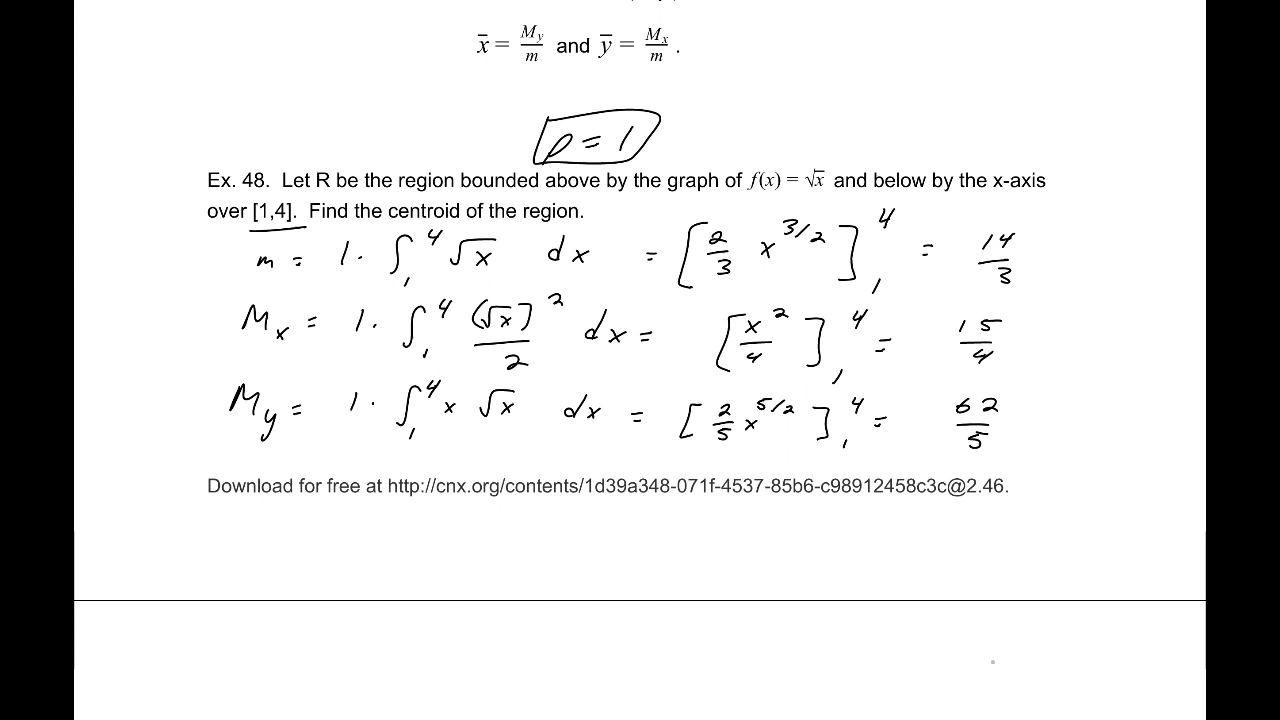 x̄ = M_y/m and ȳ = M_x/m .
ρ = 1
Ex. 48. Let R be the region bounded above by the graph of f(x) = √x and below by the x-axis
over [1,4]. Find the centroid of the region.
m = 1 · ∫₁⁴ √x dx = [2/3 x^{3/2}]₁⁴ = 14/3
M_x = 1 · ∫₁⁴ (√x)²/2 dx = [x²/4]₁⁴ = 15/4
M_y = 1 · ∫₁⁴ x √x dx = [2/5 x^{5/2}]₁⁴ = 62/5
Download for free at http://cnx.org/contents/1d39a348-071f-4537-85b6-c98912458c3c@2.46.